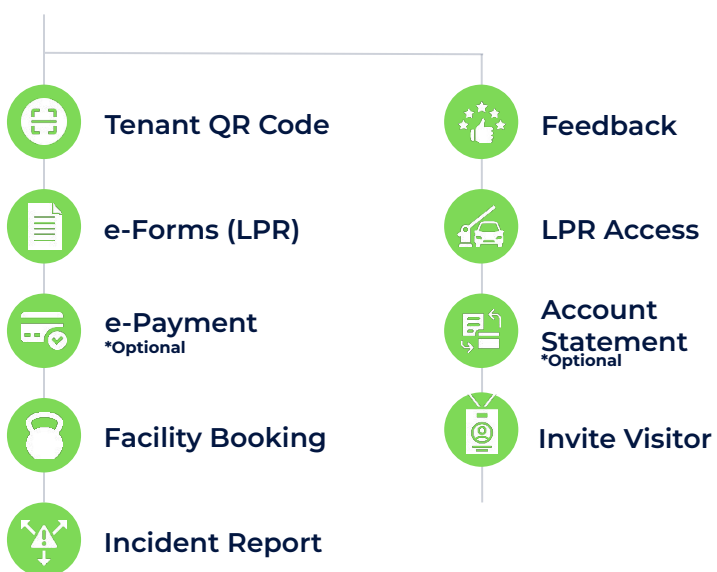 Tenant QR Code
e-Forms (LPR)
e-Payment
*Optional
Facility Booking
Incident Report
Feedback
LPR Access
Account
Statement
*Optional
Invite Visitor